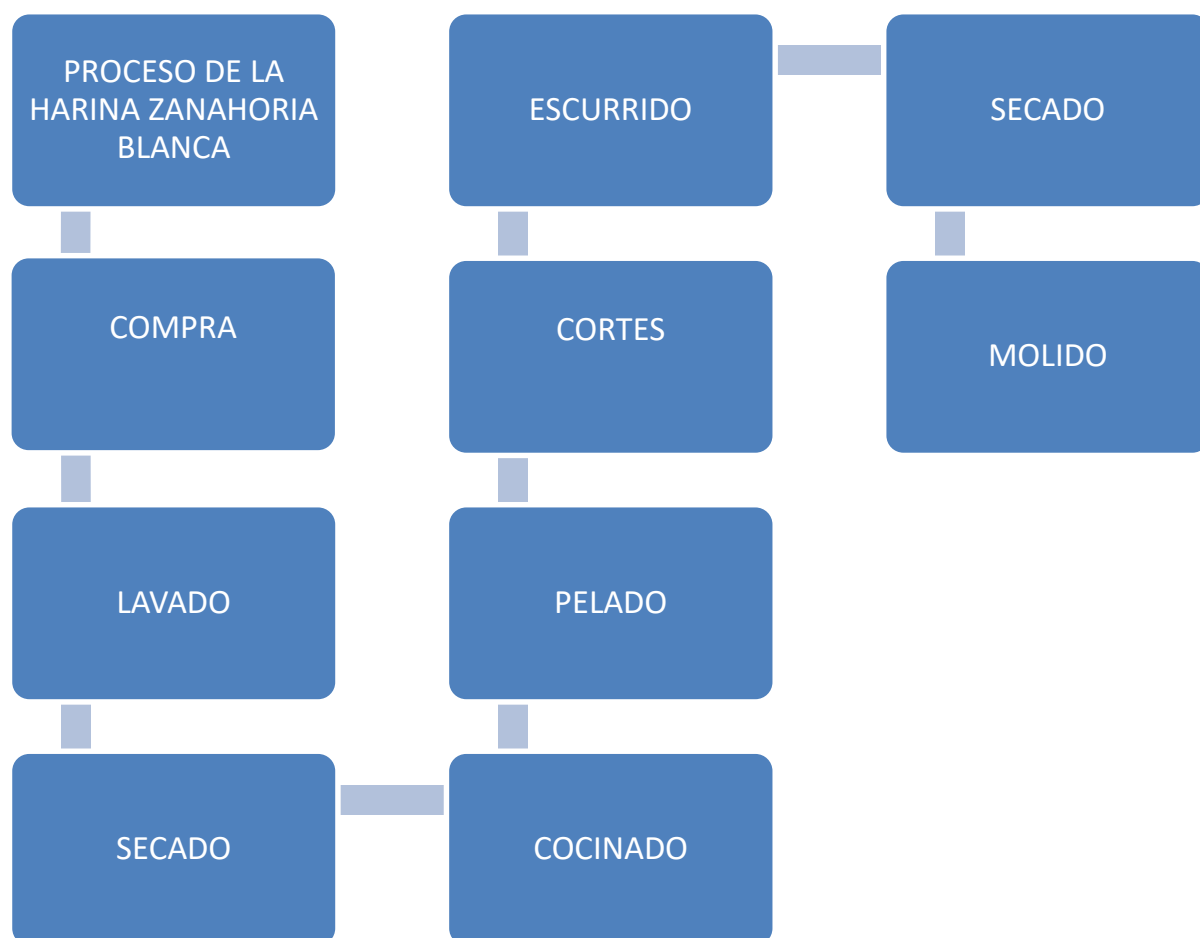 PROCESO DE LA
HARINA ZANAHORIA
BLANCA
COMPRA
LAVADO
SECADO
COCINADO
PELADO
CORTES
ESCURRIDO
SECADO
MOLIDO